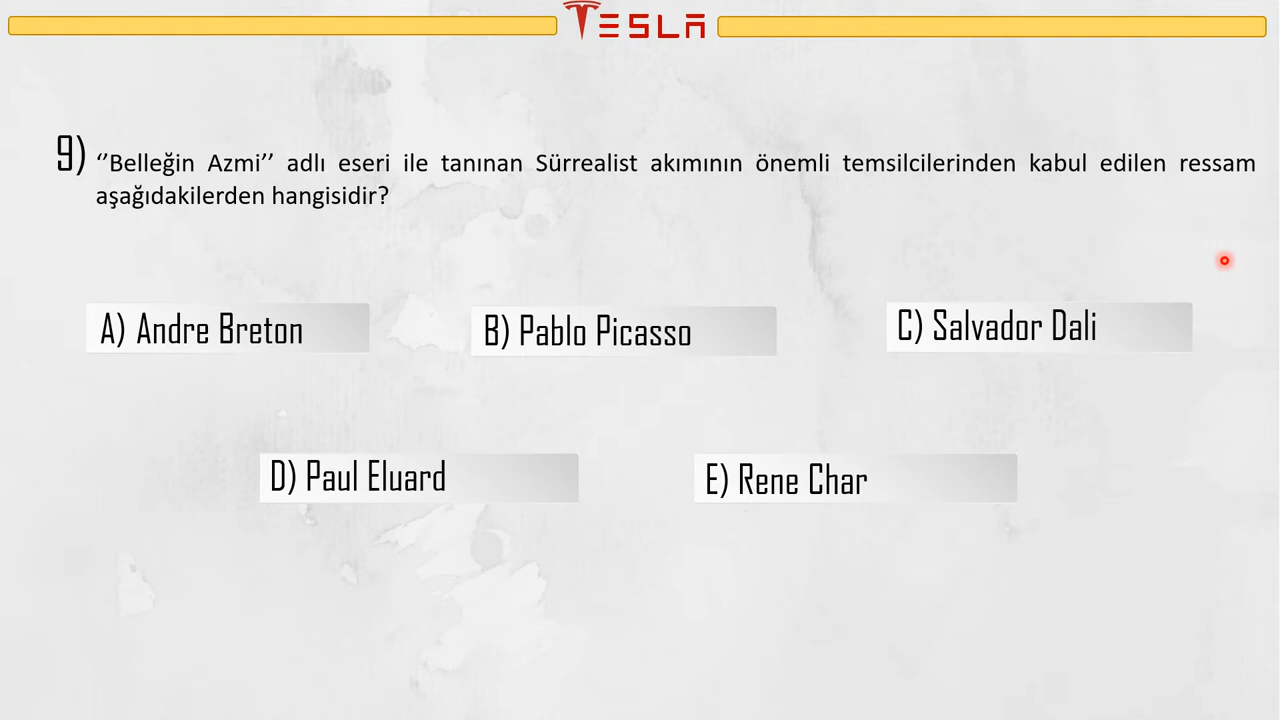 TESLA
9) ‘’Belleğin Azmi’’ adlı eseri ile tanınan Sürrealist akımının önemli temsilcilerinden kabul edilen ressam
aşağıdakilerden hangisidir?
A) Andre Breton
B) Pablo Picasso
C) Salvador Dali
D) Paul Eluard
E) Rene Char